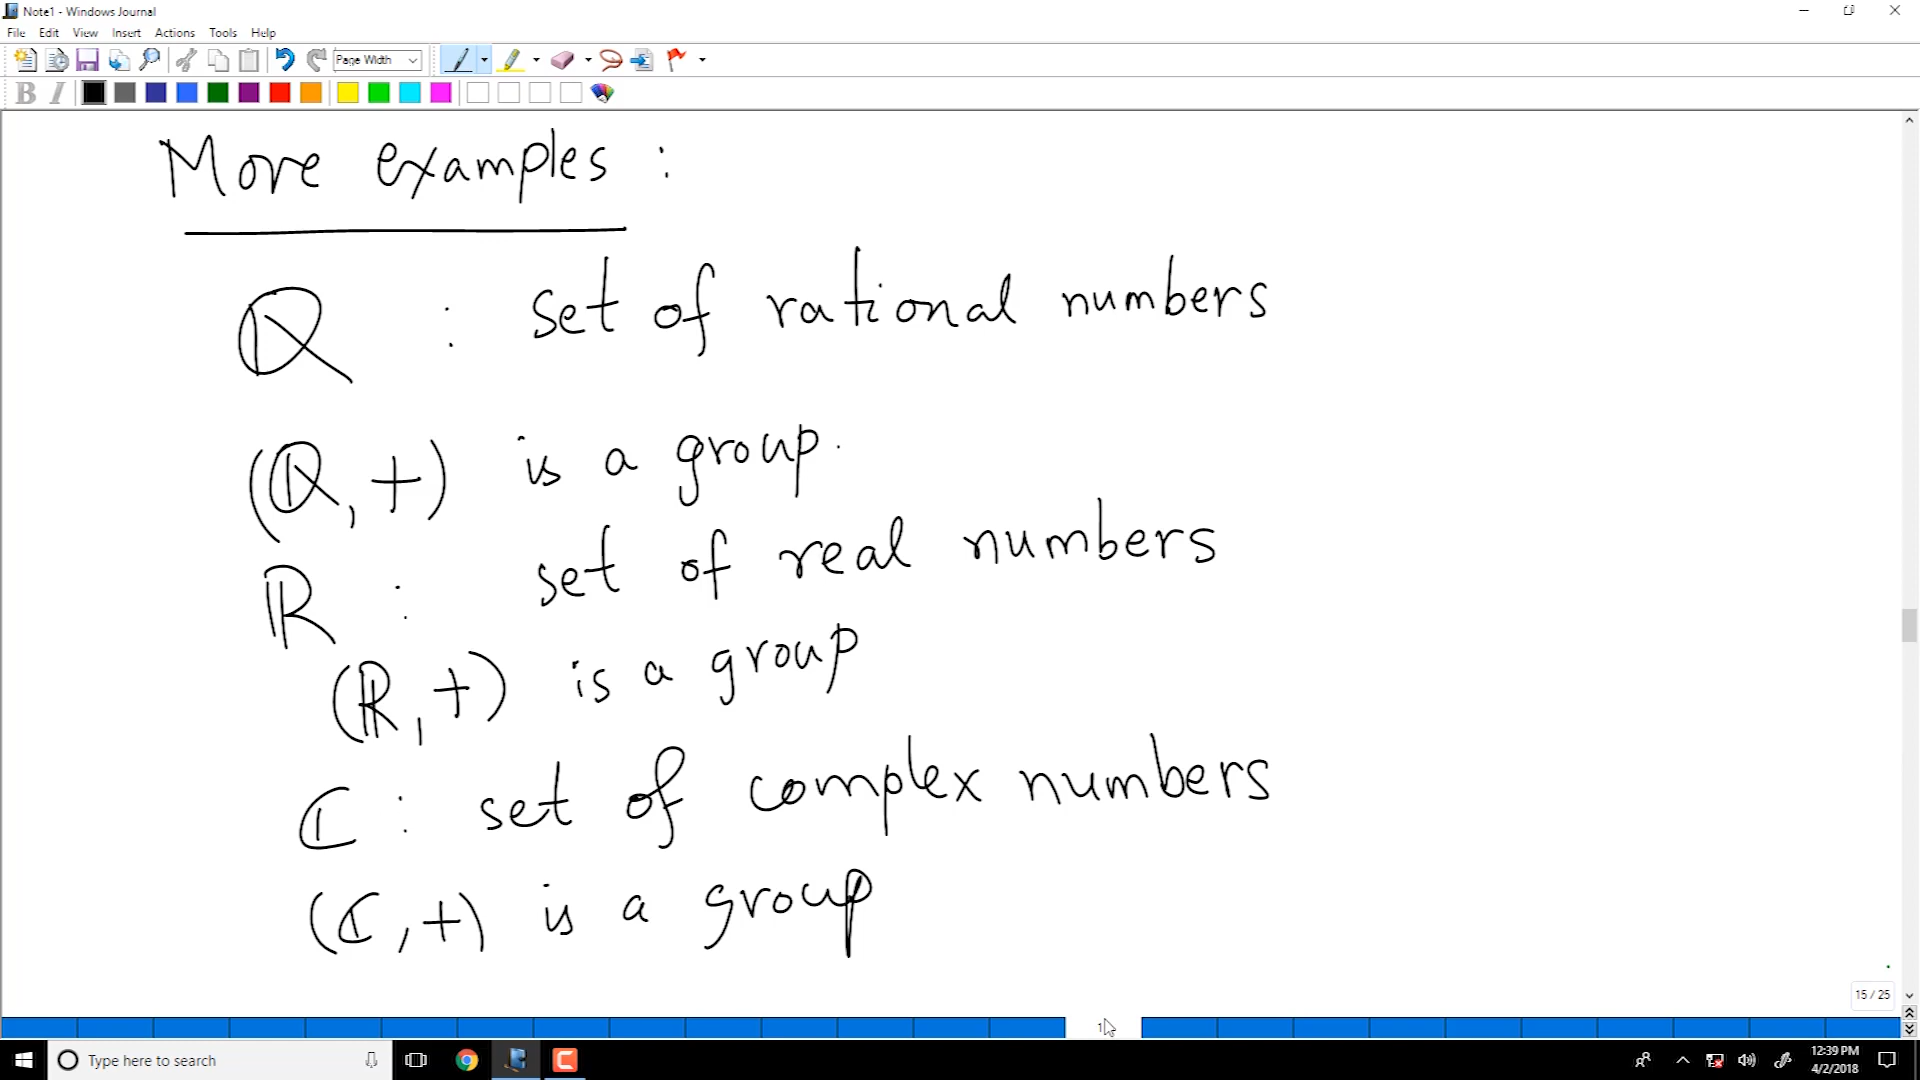 Note1 - Windows Journal
File Edit View Insert Actions Tools Help
Page Width
B I
More examples :
ℚ : set of rational numbers
(ℚ, +) is a group.
ℝ : set of real numbers
(ℝ, +) is a group
ℂ : set of complex numbers
(ℂ, +) is a group
15 / 25
Type here to search
12:39 PM
4/2/2018